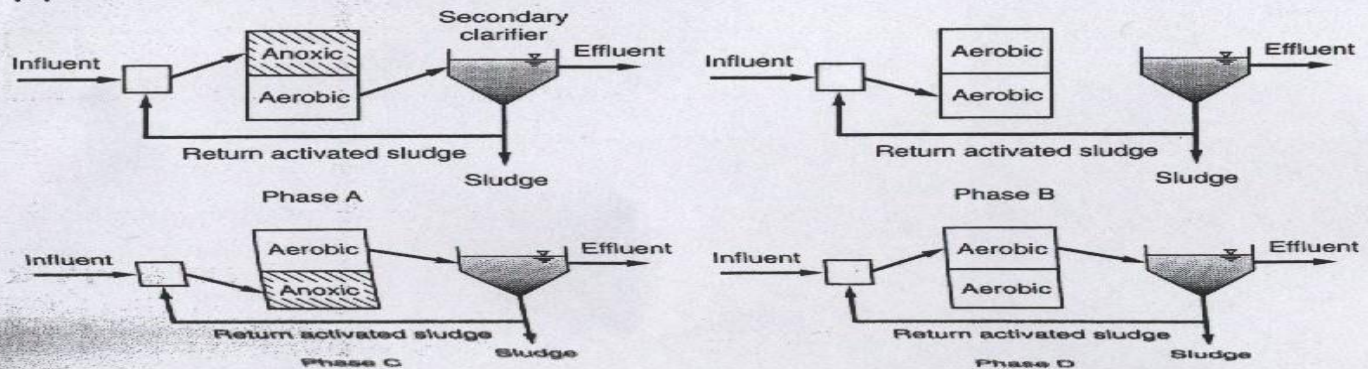 Secondary
clarifier
Influent
Anoxic
Aerobic
Effluent
Return activated sludge
Sludge
Phase A
Influent
Aerobic
Aerobic
Effluent
Return activated sludge
Sludge
Phase B
Influent
Aerobic
Anoxic
Effluent
Return activated sludge
Sludge
Phase C
Influent
Aerobic
Aerobic
Effluent
Return activated sludge
Sludge
Phase D